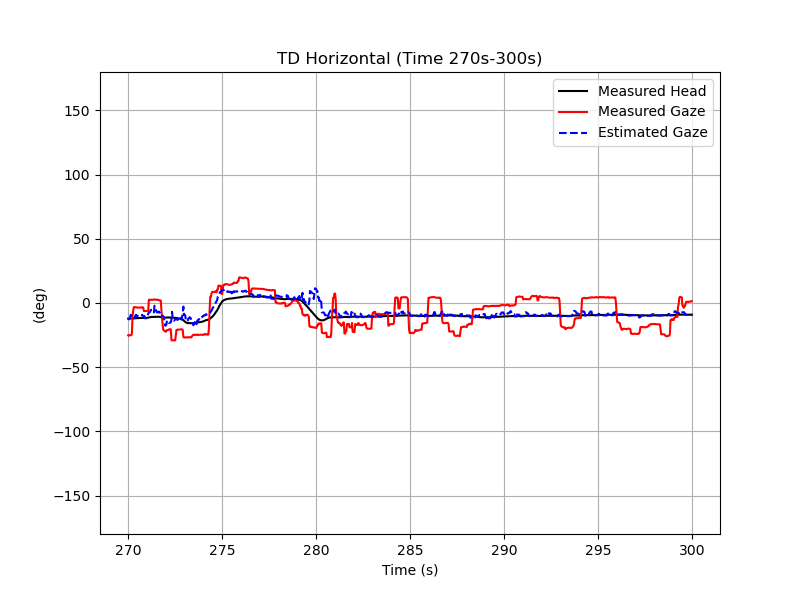 TD Horizontal (Time 270s-300s)
Measured Head
Measured Gaze
Estimated Gaze
150
100
50
0
−50
−100
−150
(deg)
270
275
280
285
290
295
300
Time (s)